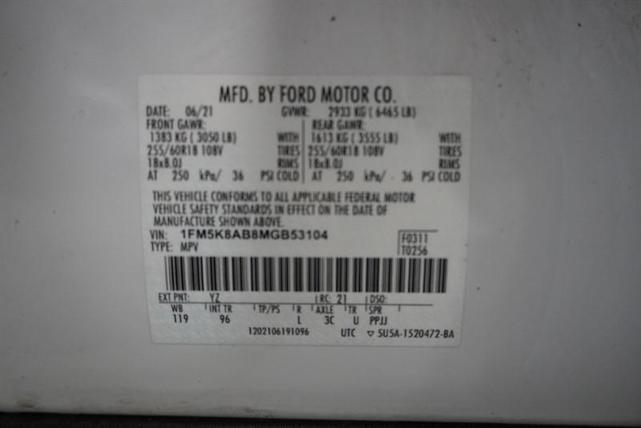 MFD. BY FORD MOTOR CO.
DATE: 06/21 GVWR: 2933 KG ( 6465 LB)
FRONT GAWR: REAR GAWR:
1383 KG ( 3050 LB) WITH 1613 KG ( 3555 LB) WITH
255/60R18 108V TIRES 255/60R18 108V TIRES
18x8.0J RIMS 18x8.0J RIMS
AT 250 kPa/ 36 PSI COLD AT 250 kPa/ 36 PSI COLD
THIS VEHICLE CONFORMS TO ALL APPLICABLE FEDERAL MOTOR
VEHICLE SAFETY STANDARDS IN EFFECT ON THE DATE OF
MANUFACTURE SHOWN ABOVE.
VIN: 1FM5K8AB8MGB53104 F0311
TYPE: MPV T0256
EXT PNT: YZ RC: 21 DSO:
WB INT TR TP/PS R AXLE TR SPR
119 96 L 3C U PPJJ
1202106191096 UTC ▽ 5U5A-1520472-BA